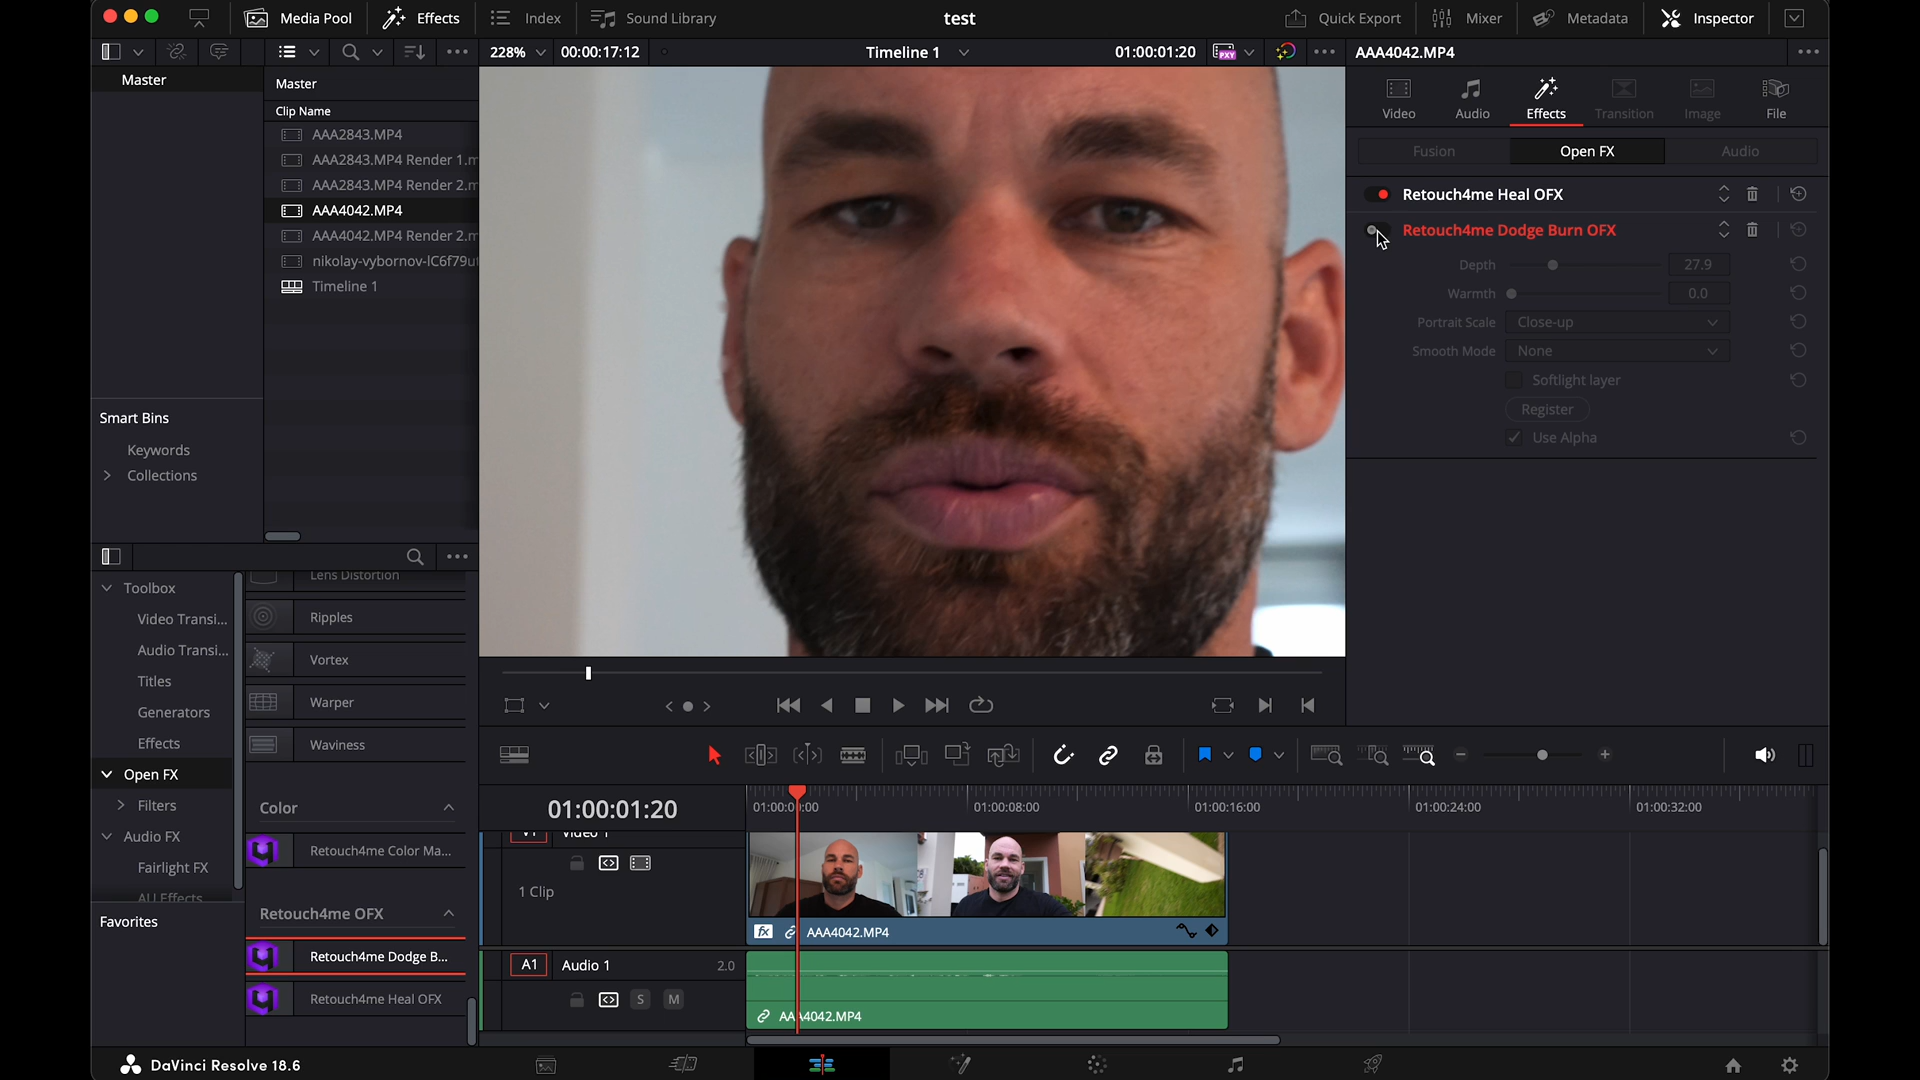 Media Pool
Effects
Index
Sound Library
test
Quick Export
Mixer
Metadata
Inspector
228%
00:00:17:12
Timeline 1
01:00:01:20
PXY
AAA4042.MP4
Master
Master
Clip Name
AAA2843.MP4
AAA2843.MP4 Render 1.m
AAA2843.MP4 Render 2.m
AAA4042.MP4
AAA4042.MP4 Render 2.m
nikolay-vybornov-lC6f79u
Timeline 1
Smart Bins
Keywords
Collections
Video
Audio
Effects
Transition
Image
File
Fusion
Open FX
Audio
Retouch4me Heal OFX
Retouch4me Dodge Burn OFX
Depth
27.9
Warmth
0.0
Portrait Scale
Close-up
Smooth Mode
None
Softlight layer
Register
Use Alpha
Toolbox
Video Transi...
Audio Transi...
Titles
Generators
Effects
Open FX
Filters
Audio FX
Fairlight FX
AU Effects
Favorites
Lens Distortion
Ripples
Vortex
Warper
Waviness
Color
Retouch4me Color Ma...
Retouch4me OFX
Retouch4me Dodge B...
Retouch4me Heal OFX
01:00:01:20
01:00:00:00
01:00:08:00
01:00:16:00
01:00:24:00
01:00:32:00
V1
Video 1
1 Clip
fx
AAA4042.MP4
A1
Audio 1
2.0
S
M
AAA4042.MP4
DaVinci Resolve 18.6